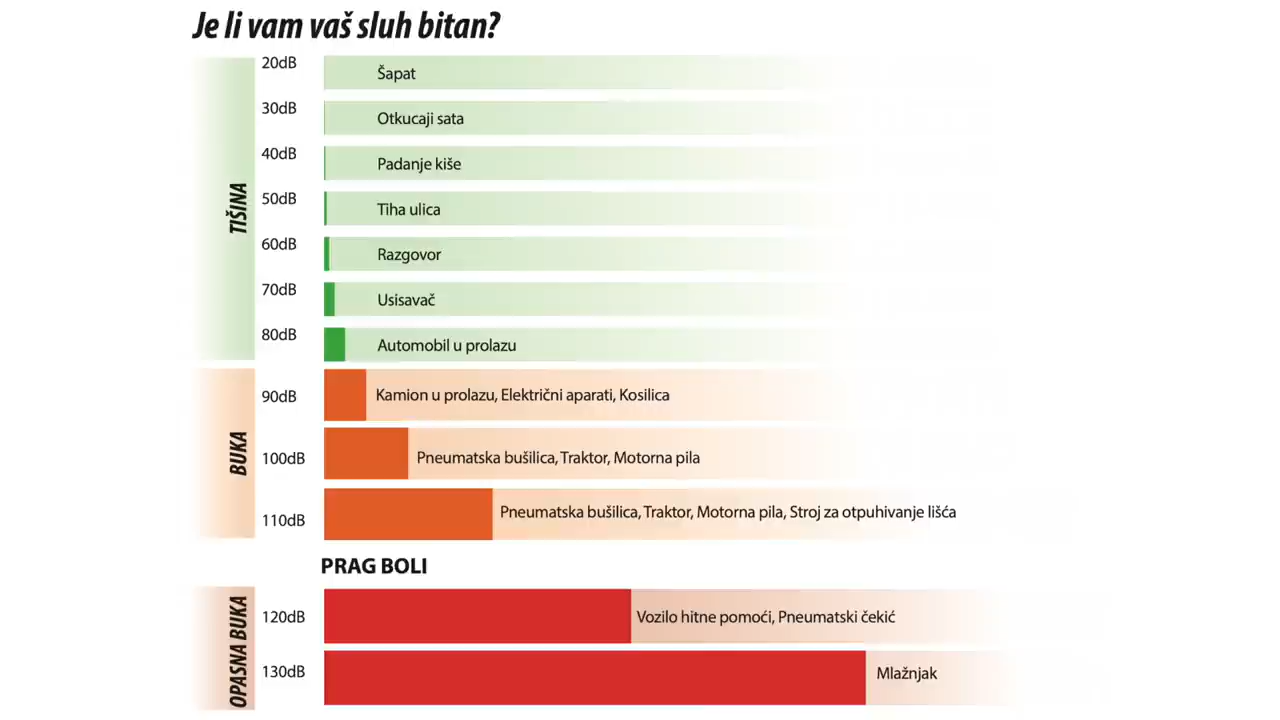 Je li vam vaš sluh bitan?
TIŠINA
20dB Šapat
30dB Otkucaji sata
40dB Padanje kiše
50dB Tiha ulica
60dB Razgovor
70dB Usisavač
80dB Automobil u prolazu
BUKA
90dB Kamion u prolazu, Električni aparati, Kosilica
100dB Pneumatska bušilica, Traktor, Motorna pila
110dB Pneumatska bušilica, Traktor, Motorna pila, Stroj za otpuhivanje lišća
PRAG BOLI
OPASNA BUKA
120dB Vozilo hitne pomoći, Pneumatski čekić
130dB Mlažnjak